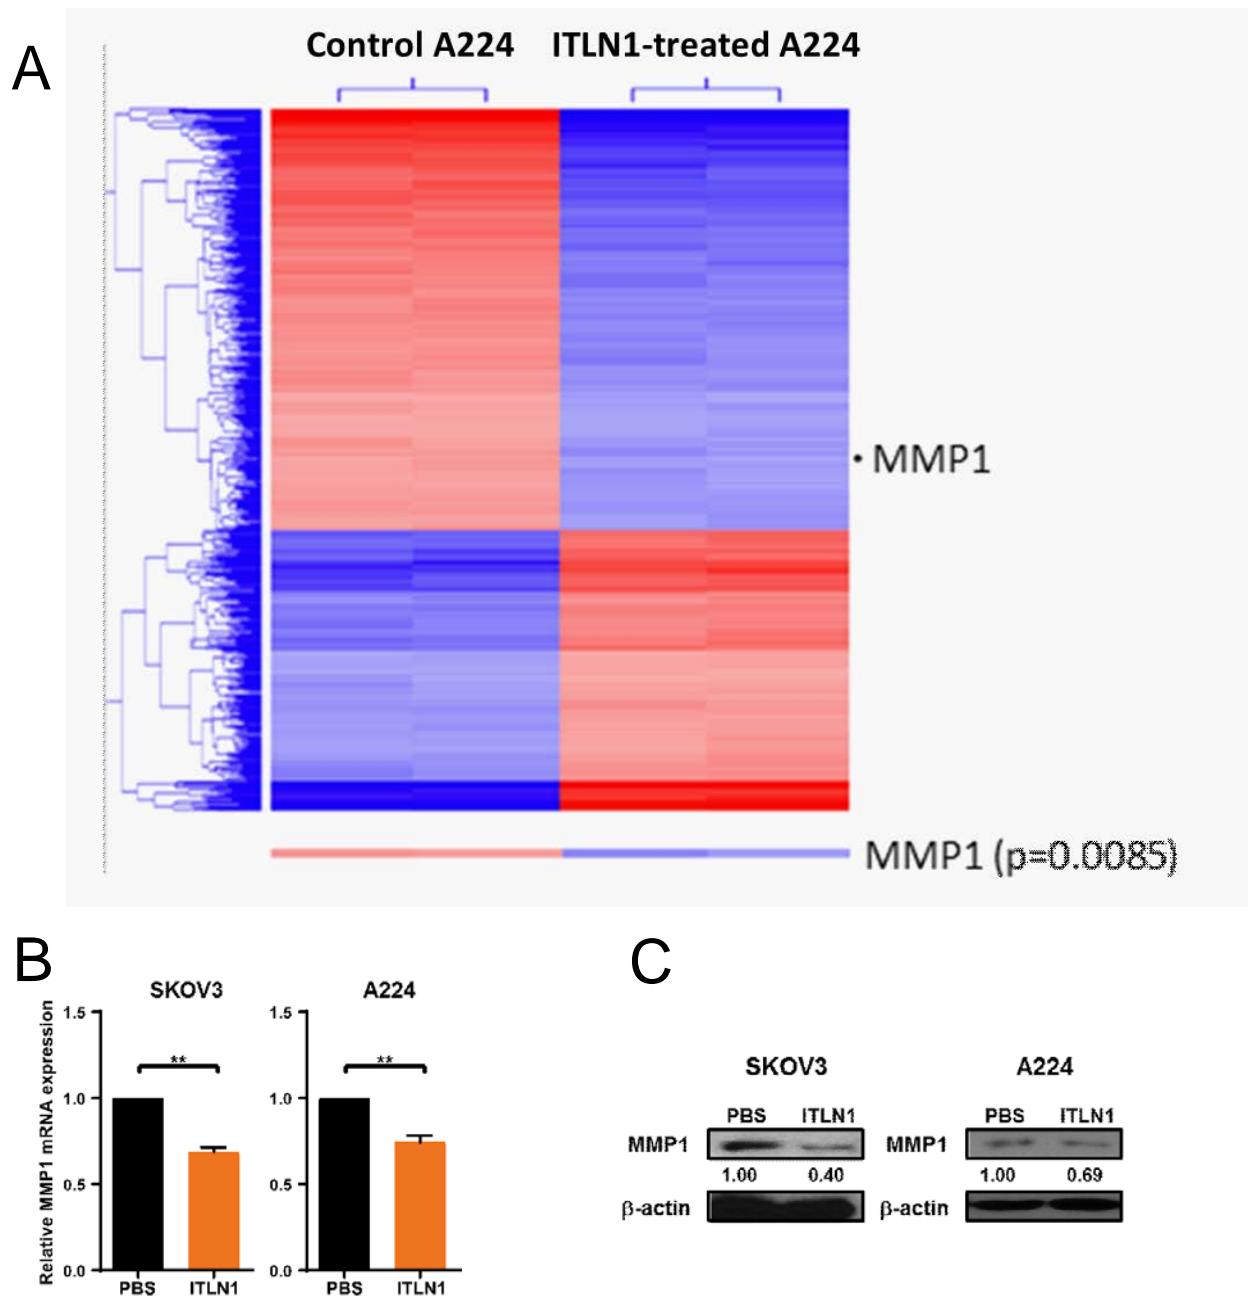 A
Control A224
ITLN1-treated A224
• MMP1
MMP1 (p=0.0085)
B
SKOV3
A224
Relative MMP1 mRNA expression
1.5
1.0
0.5
0.0
**
PBS
ITLN1
1.5
1.0
0.5
0.0
**
PBS
ITLN1
C
SKOV3
A224
PBS ITLN1
MMP1
1.00 0.40
β-actin
PBS ITLN1
MMP1
1.00 0.69
β-actin